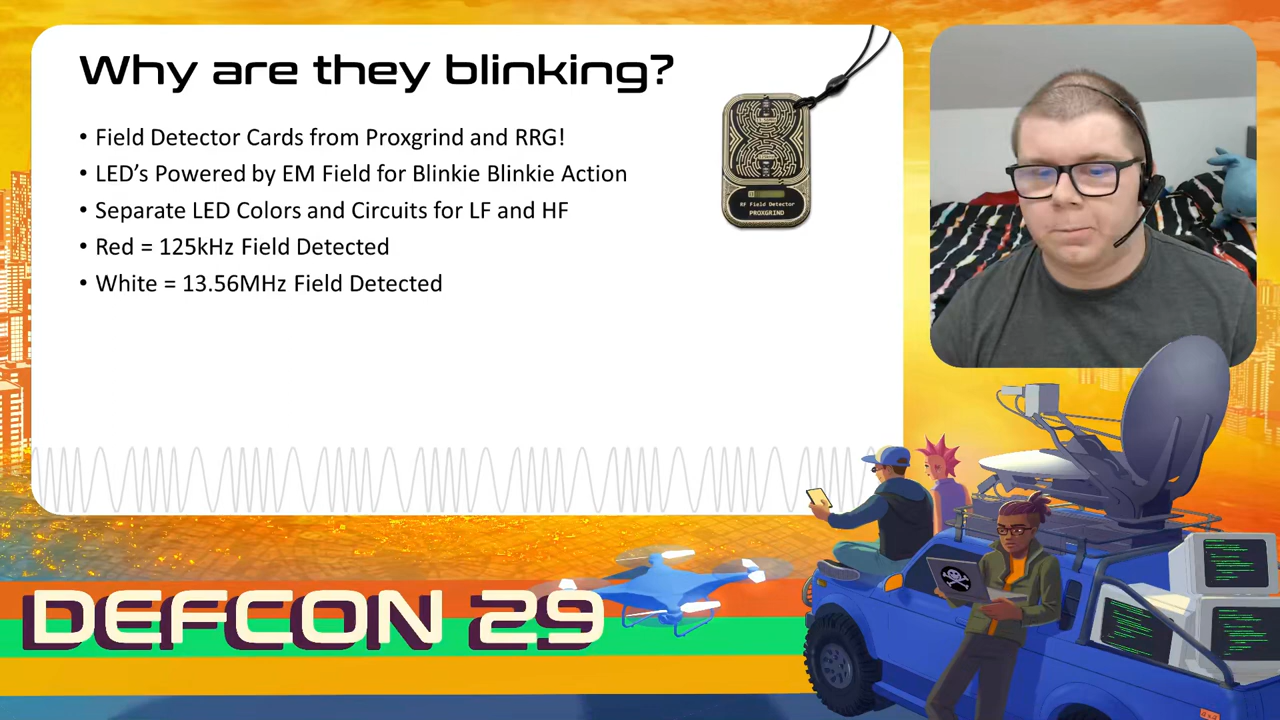 Why are they blinking?
• Field Detector Cards from Proxgrind and RRG!
• LED's Powered by EM Field for Blinkie Blinkie Action
• Separate LED Colors and Circuits for LF and HF
• Red = 125kHz Field Detected
• White = 13.56MHz Field Detected
RF Field Detector
PROXGRIND
DEFCON 29